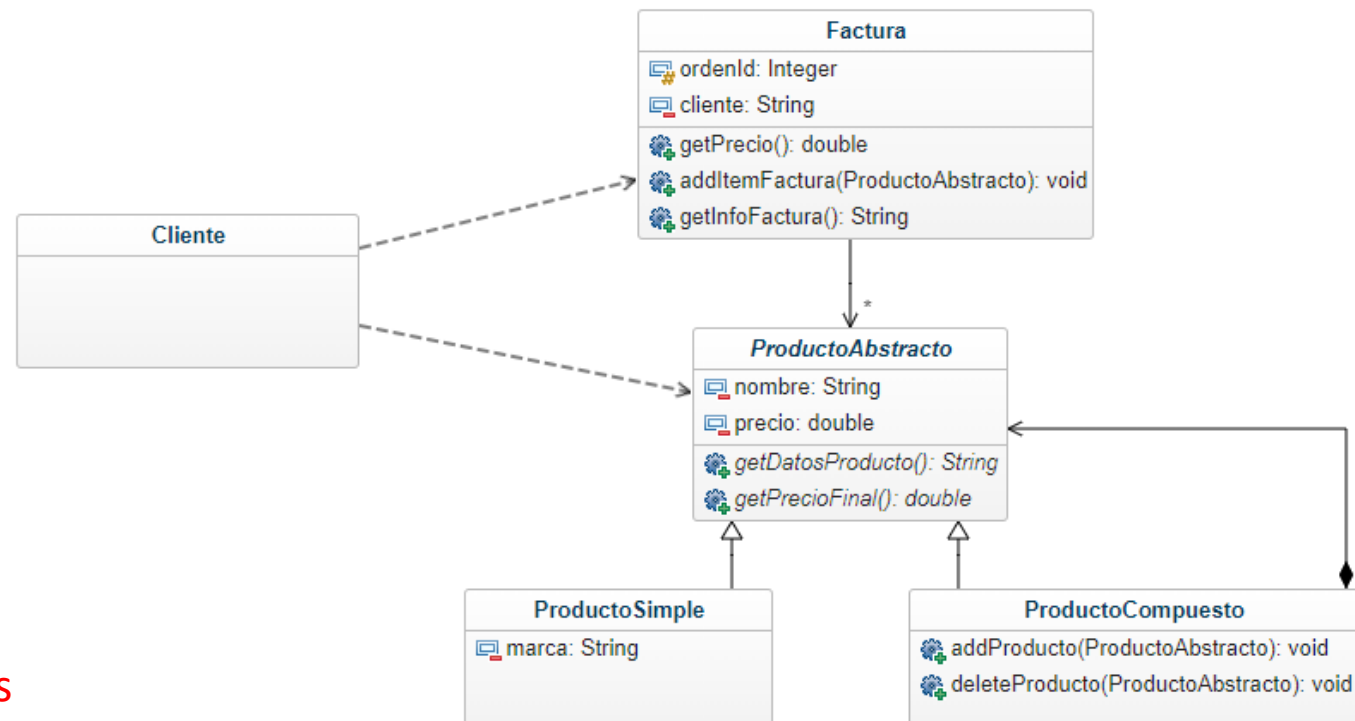 Factura
ordenId: Integer
cliente: String
getPrecio(): double
addItemFactura(ProductoAbstracto): void
getInfoFactura(): String
Cliente
*
ProductoAbstracto
nombre: String
precio: double
getDatosProducto(): String
getPrecioFinal(): double
ProductoSimple
marca: String
ProductoCompuesto
addProducto(ProductoAbstracto): void
deleteProducto(ProductoAbstracto): void
s